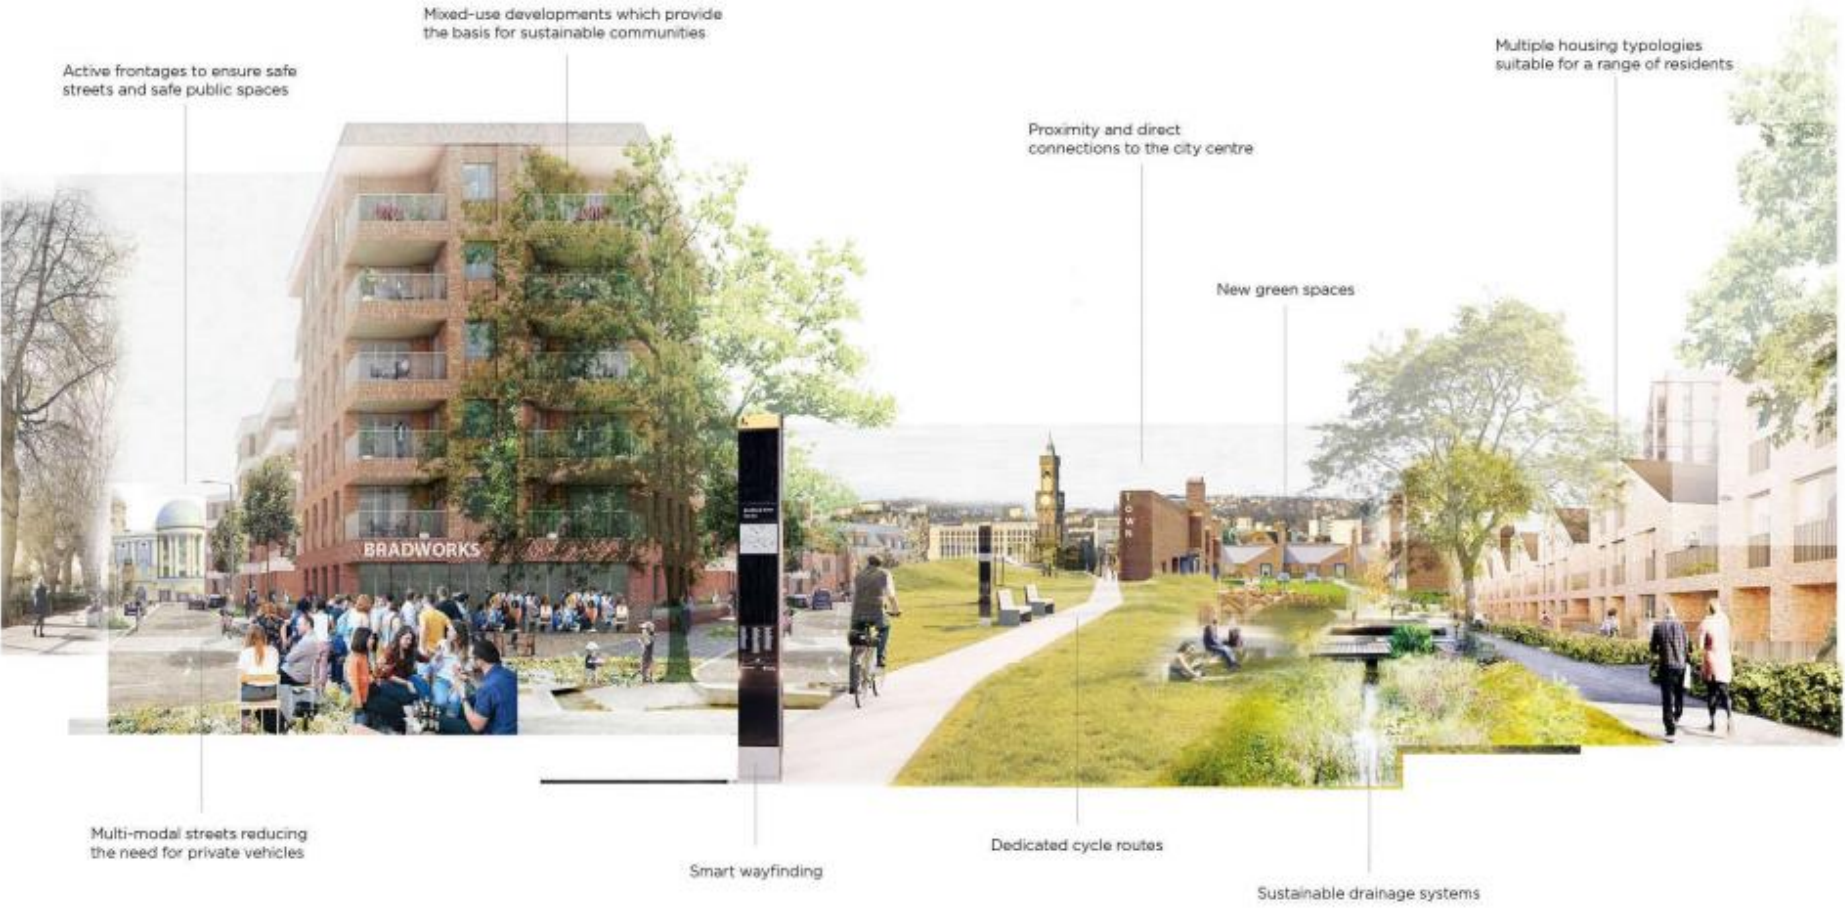 Mixed-use developments which provide
the basis for sustainable communities
Active frontages to ensure safe
streets and safe public spaces
Multiple housing typologies
suitable for a range of residents
Proximity and direct
connections to the city centre
New green spaces
BRADWORKS
TOWN
Multi-modal streets reducing
the need for private vehicles
Smart wayfinding
Dedicated cycle routes
Sustainable drainage systems